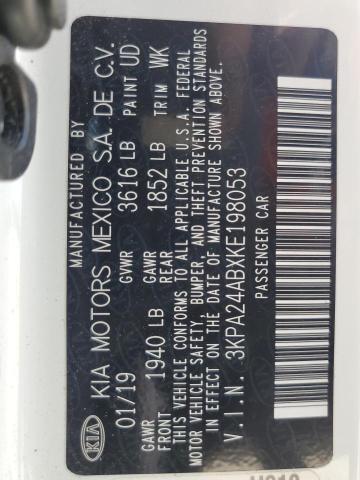 MANUFACTURED BY
KIA KIA MOTORS MEXICO S.A. DE C.V.
01/19 GVWR 3616 LB PAINT UD
GAWR FRONT 1940 LB GAWR REAR 1852 LB TRIM WK
THIS VEHICLE CONFORMS TO ALL APPLICABLE U.S.A. FEDERAL
MOTOR VEHICLE SAFETY, BUMPER, AND THEFT PREVENTION STANDARDS
IN EFFECT ON THE DATE OF MANUFACTURE SHOWN ABOVE.
V.I.N. 3KPA24ABXKE198053
PASSENGER CAR